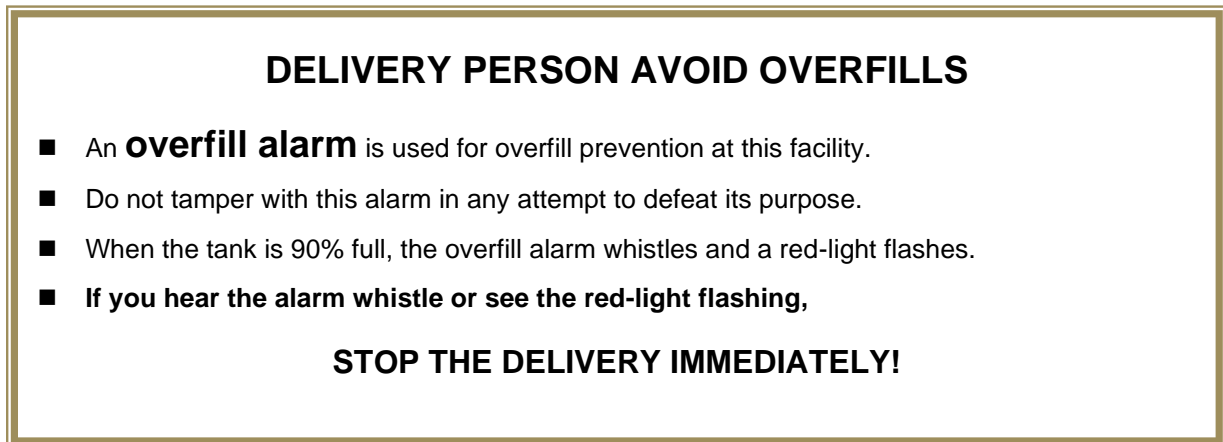 DELIVERY PERSON AVOID OVERFILLS
■ An overfill alarm is used for overfill prevention at this facility.
■ Do not tamper with this alarm in any attempt to defeat its purpose.
■ When the tank is 90% full, the overfill alarm whistles and a red-light flashes.
■ If you hear the alarm whistle or see the red-light flashing,
STOP THE DELIVERY IMMEDIATELY!